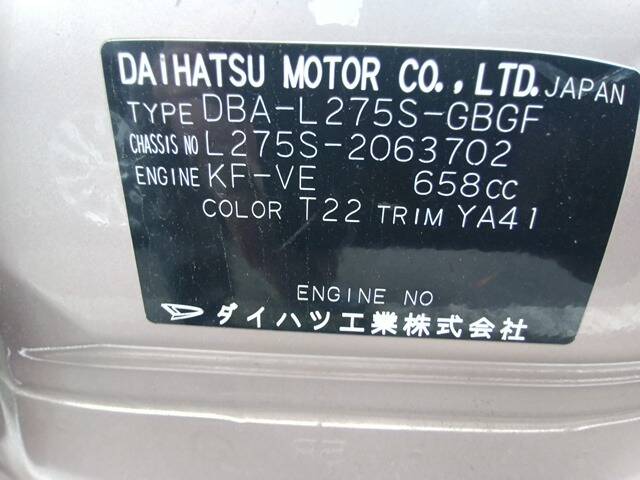 DAIHATSU MOTOR CO., LTD. JAPAN
TYPE DBA-L275S-GBGF
CHASSIS NO L275S-2063702
ENGINE KF-VE 658cc
COLOR T22 TRIM YA41
ENGINE NO
ダイハツ工業株式会社